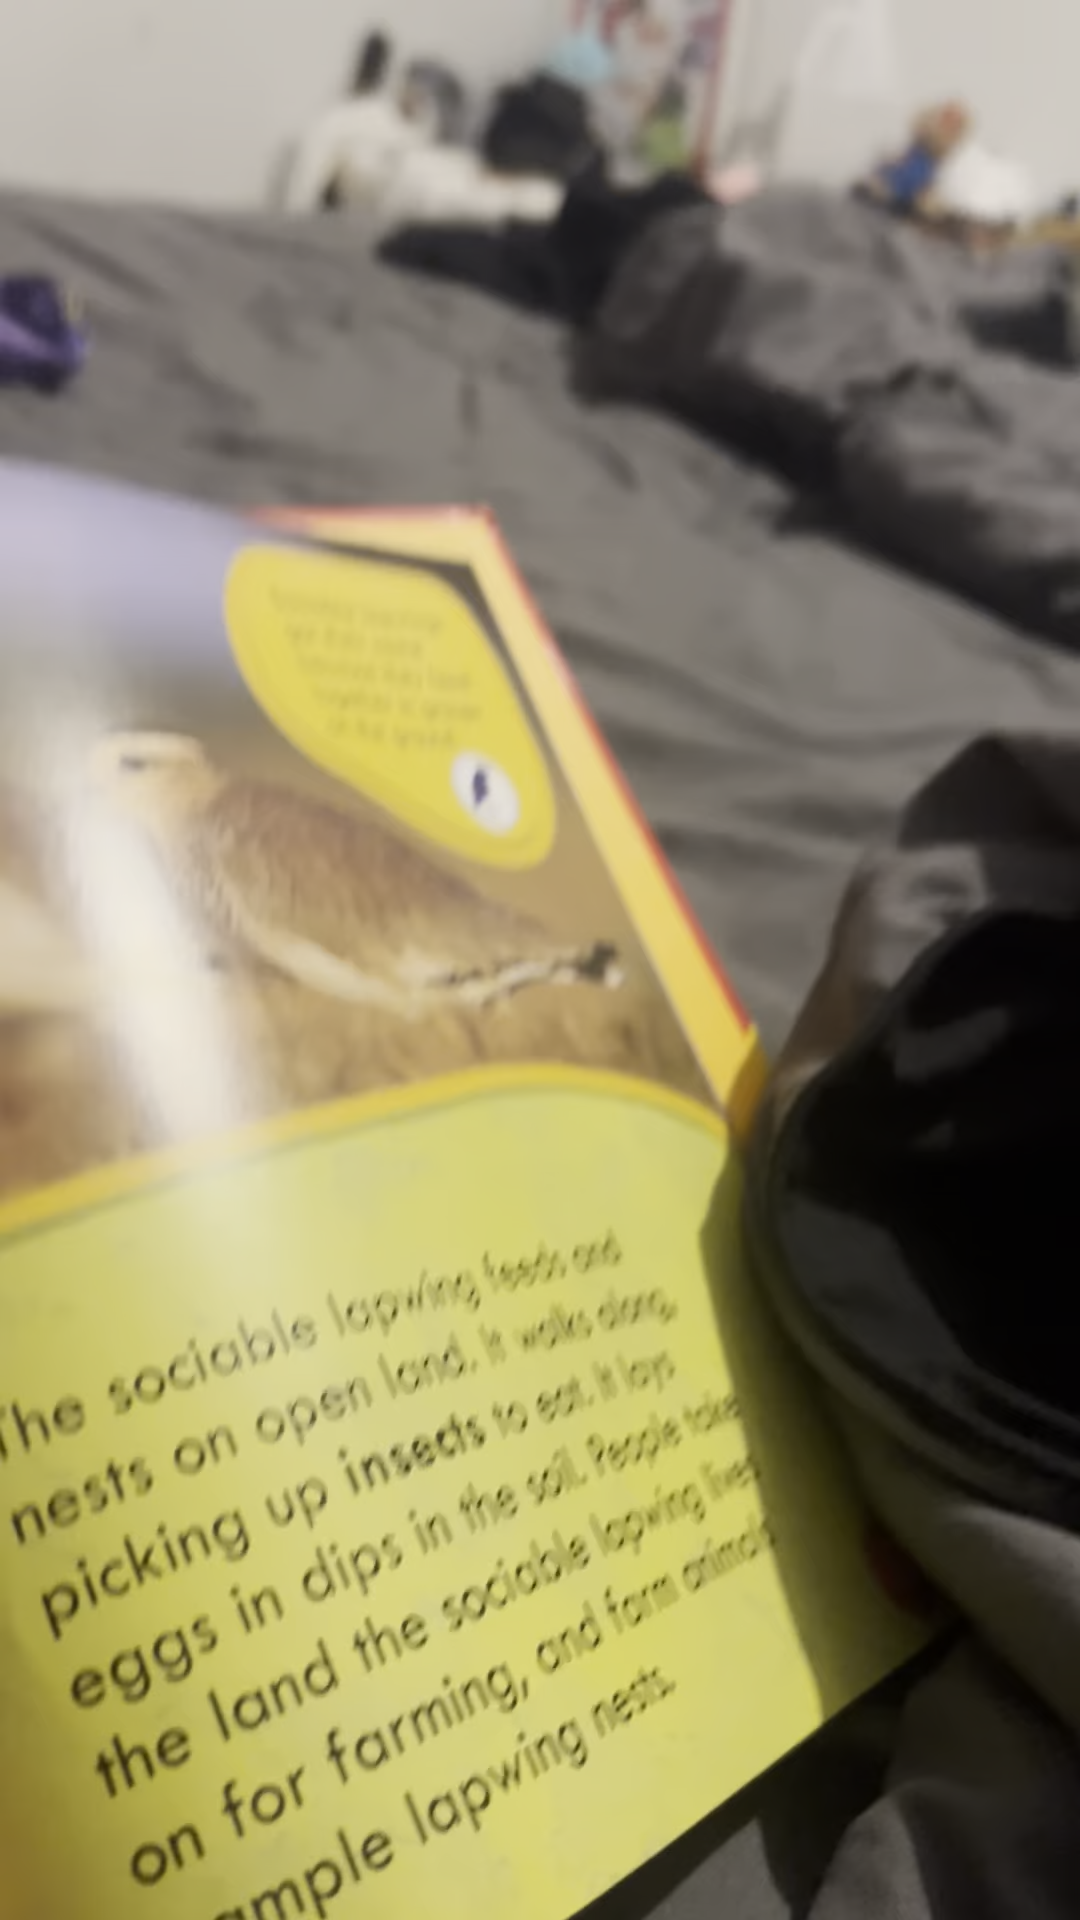 The sociable lapwing feeds and
nests on open land. It walks along,
picking up insects to eat. It lays
eggs in dips in the soil. People take
the land the sociable lapwing lives
on for farming, and farm animals
ample lapwing nests.